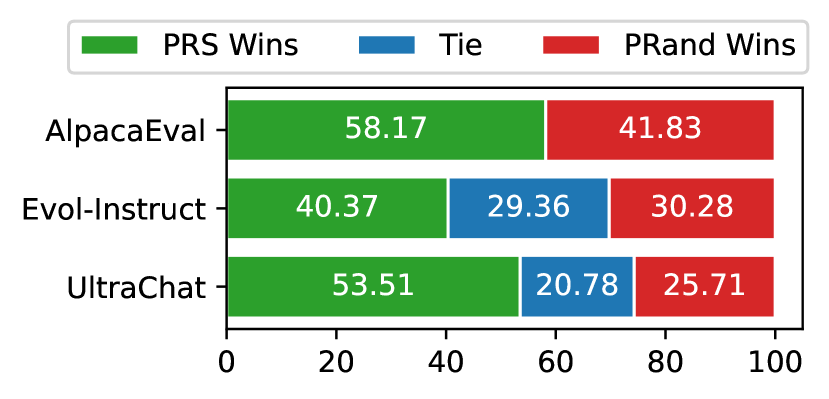 PRS Wins Tie PRand Wins
AlpacaEval 58.17 41.83
Evol-Instruct 40.37 29.36 30.28
UltraChat 53.51 20.78 25.71
0 20 40 60 80 100